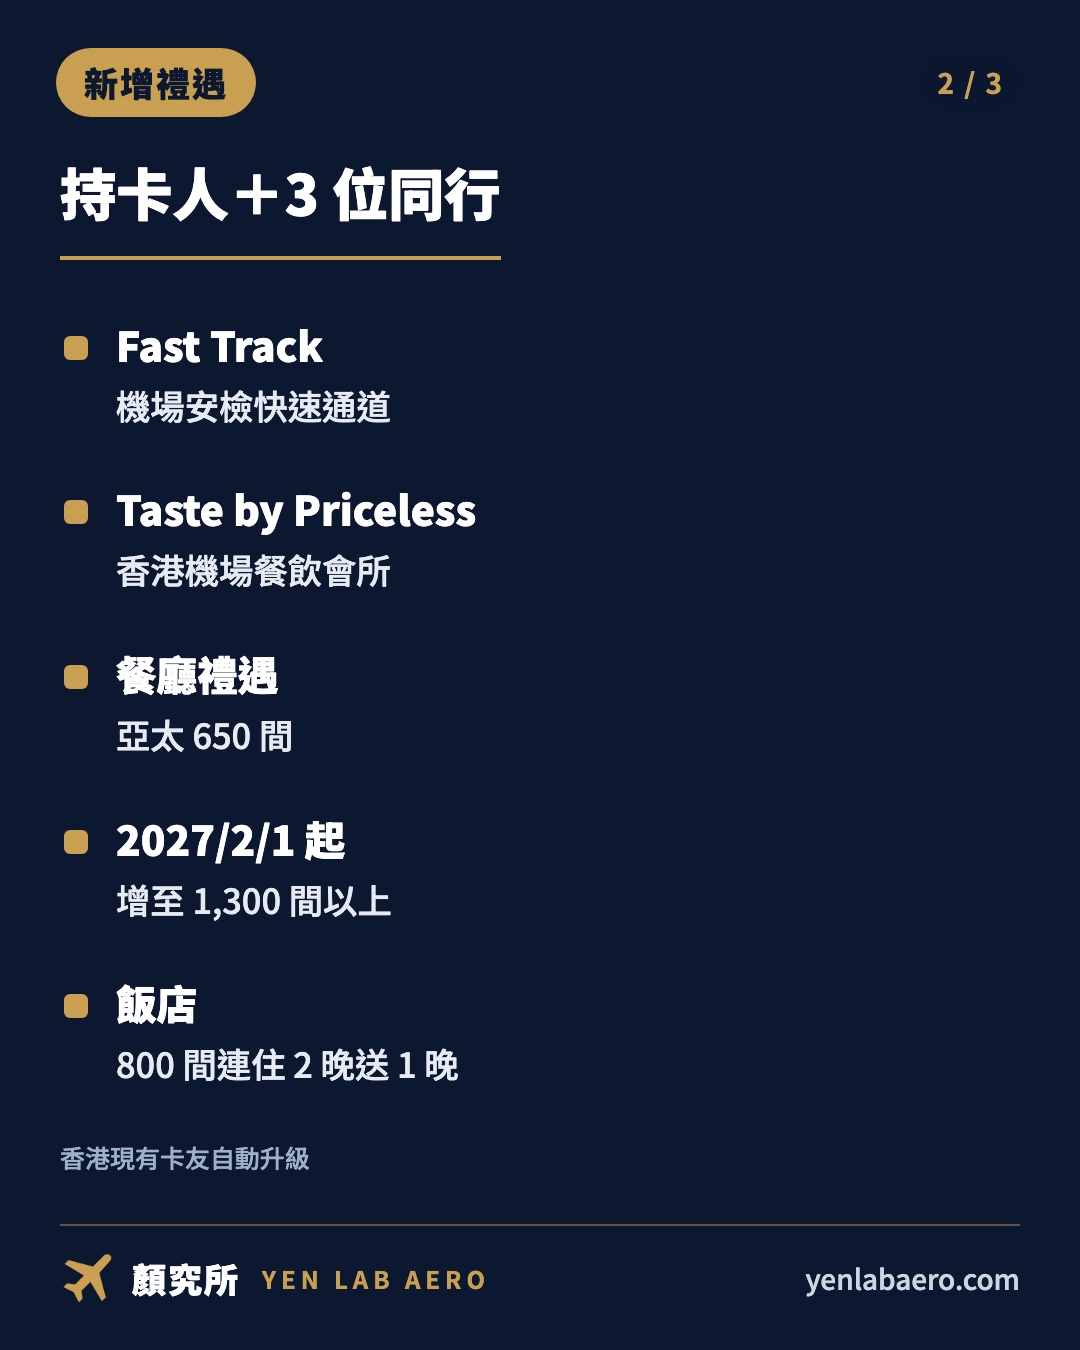 新增禮遇
2 / 3
持卡人＋3 位同行
Fast Track
機場安檢快速通道
Taste by Priceless
香港機場餐飲會所
餐廳禮遇
亞太 650 間
2027/2/1 起
增至 1,300 間以上
飯店
800 間連住 2 晚送 1 晚
香港現有卡友自動升級
顏究所 YEN LAB AERO
yenlabaero.com